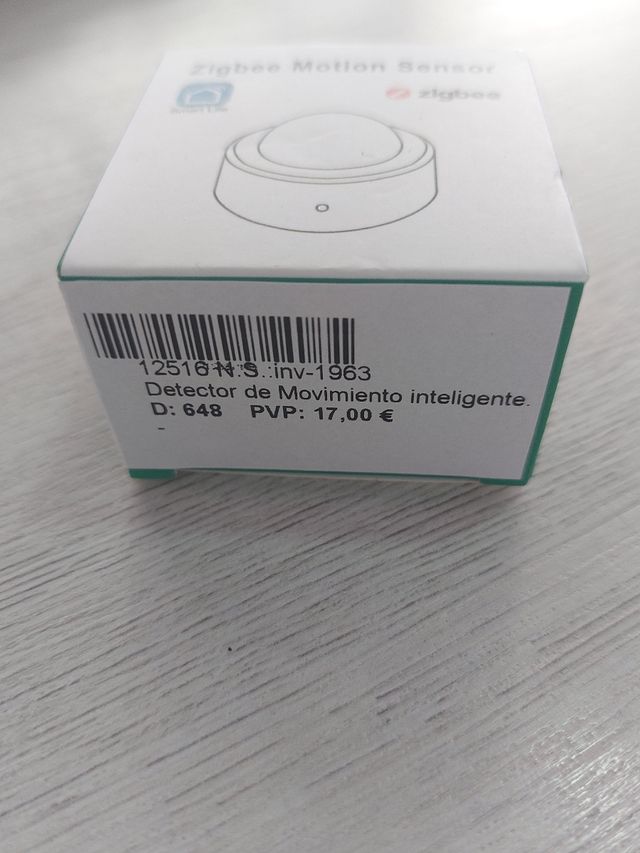 Zigbee Motion Sensor
Smart Life
zigbee
12516 N.S.:inv-1963
Detector de Movimiento inteligente.
D: 648 PVP: 17,00 €
-